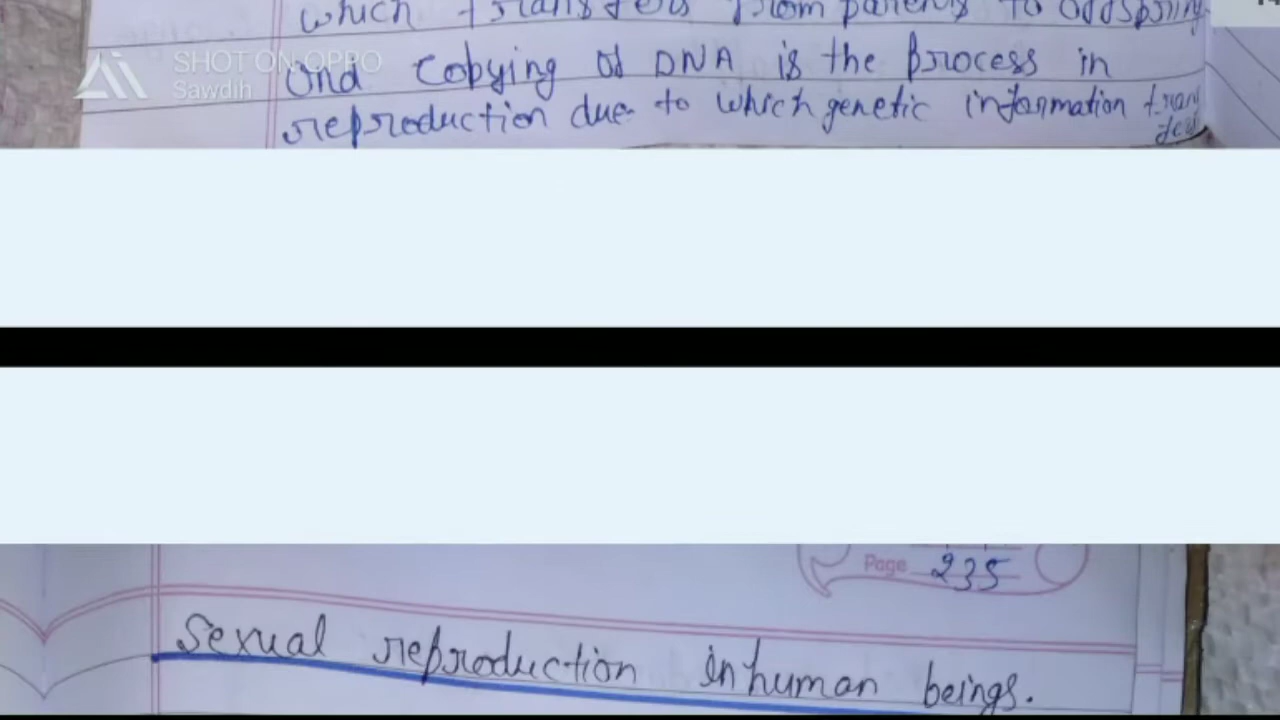 which transfers from parents to offspring
SHOT ON OPPO
Sawdih
and Copying of DNA is the process in
reproduction due to which genetic information trans
fers
Page 235
Sexual reproduction in human beings.